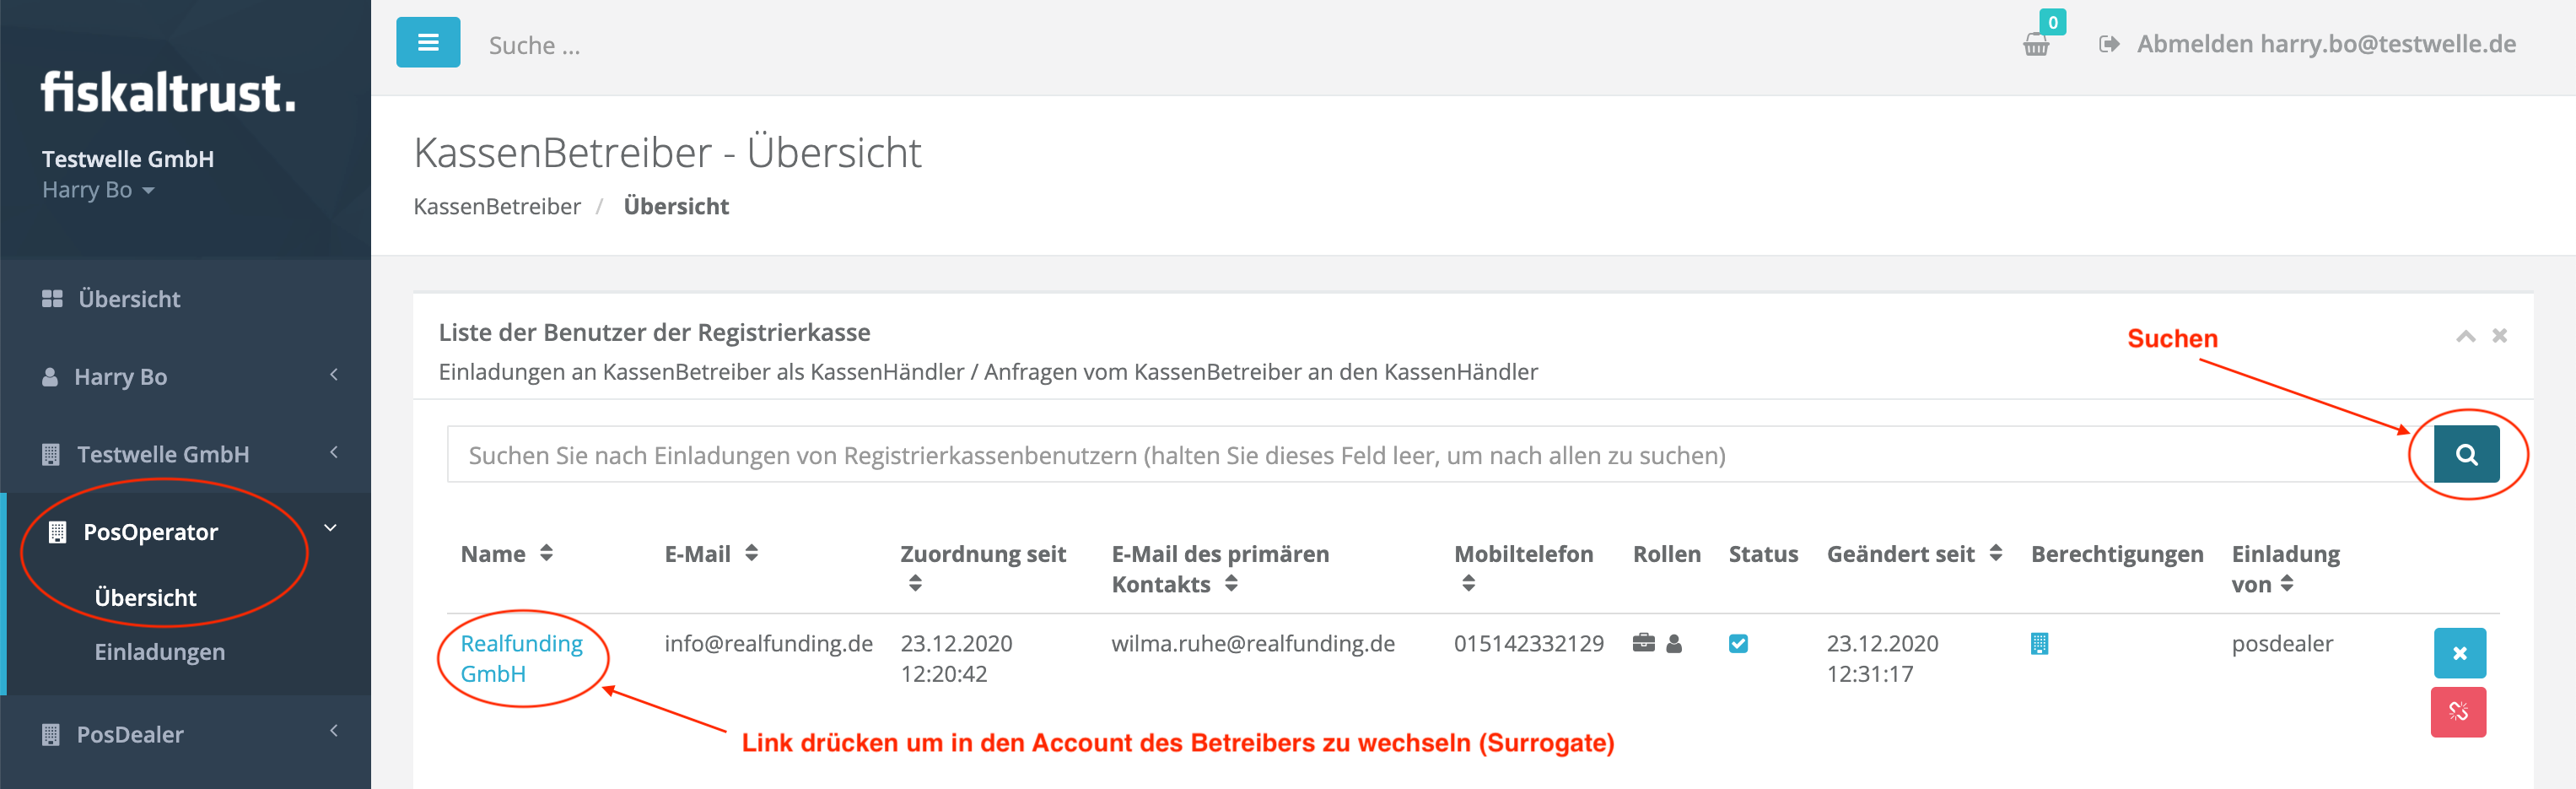 fiskaltrust.
Testwelle GmbH
Harry Bo
Übersicht
Harry Bo
Testwelle GmbH
PosOperator
Übersicht
Einladungen
PosDealer
Suche ...
0
Abmelden harry.bo@testwelle.de
KassenBetreiber - Übersicht
KassenBetreiber / Übersicht
Liste der Benutzer der Registrierkasse
Einladungen an KassenBetreiber als KassenHändler / Anfragen vom KassenBetreiber an den KassenHändler
Suchen
Suchen Sie nach Einladungen von Registrierkassenbenutzern (halten Sie dieses Feld leer, um nach allen zu suchen)
Name E-Mail Zuordnung seit E-Mail des primären Mobiltelefon Rollen Status Geändert seit Berechtigungen Einladung
Kontakts von
Realfunding info@realfunding.de 23.12.2020 wilma.ruhe@realfunding.de 015142332129 23.12.2020 posdealer
GmbH 12:20:42 12:31:17
Link drücken um in den Account des Betreibers zu wechseln (Surrogate)